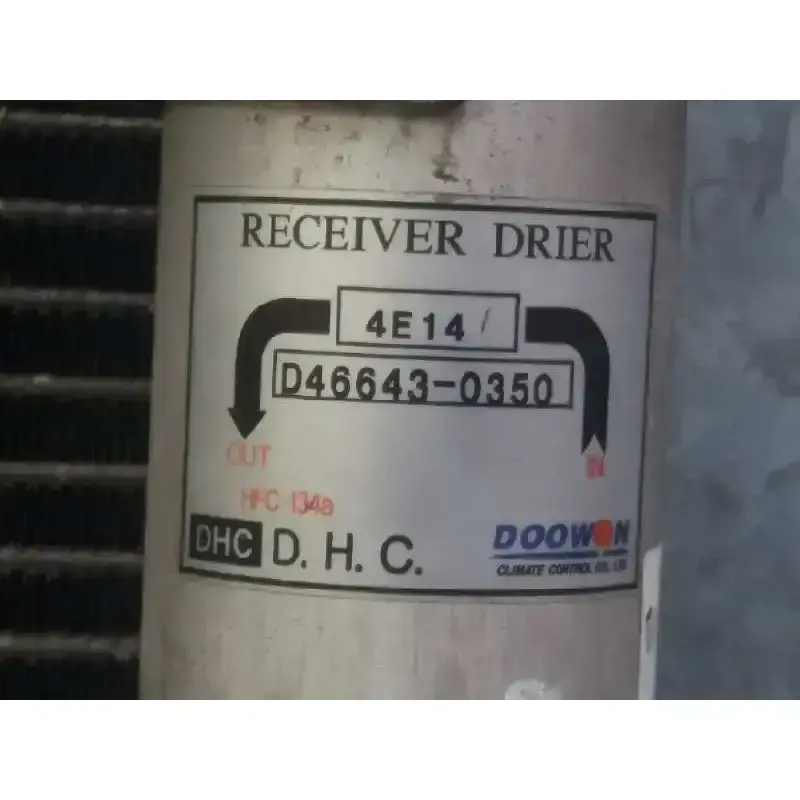 RECEIVER DRIER
4E14
D46643-0350
OUT
IN
HFC 134a
DHC D. H. C.
DOOWON
CLIMATE CONTROL CO., LTD.